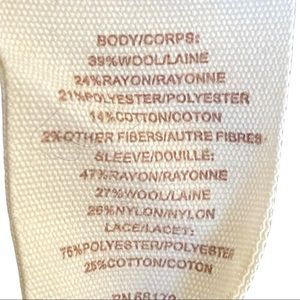 BODY/CORPS:
39%WOOL/LAINE
24%RAYON/RAYONNE
21%POLYESTER/POLYESTER
14%COTTON/COTON
2%OTHER FIBERS/AUTRE FIBRES
SLEEVE/DOUILLE:
47%RAYON/RAYONNE
27%WOOL/LAINE
26%NYLON/NYLON
LACE/LACET:
75%POLYESTER/POLYESTER
25%COTTON/COTON
RN